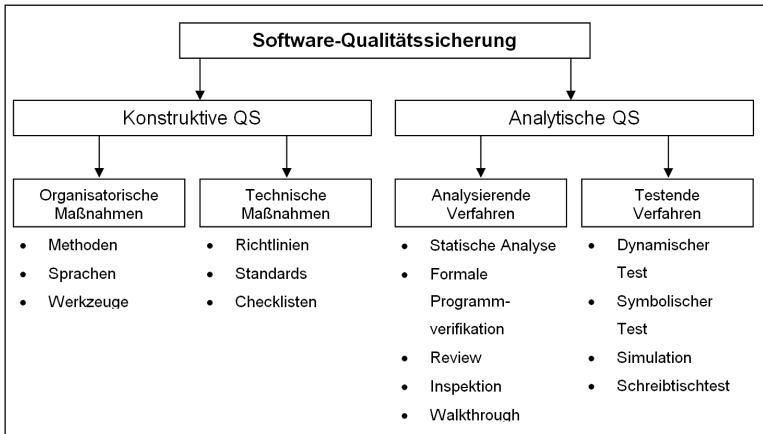 Software-Qualitätssicherung
Konstruktive QS
Analytische QS
Organisatorische
Maßnahmen
Technische
Maßnahmen
Analysierende
Verfahren
Testende
Verfahren
• Methoden
• Sprachen
• Werkzeuge
• Richtlinien
• Standards
• Checklisten
• Statische Analyse
• Formale
Programm-
verifikation
• Review
• Inspektion
• Walkthrough
• Dynamischer
Test
• Symbolischer
Test
• Simulation
• Schreibtischtest